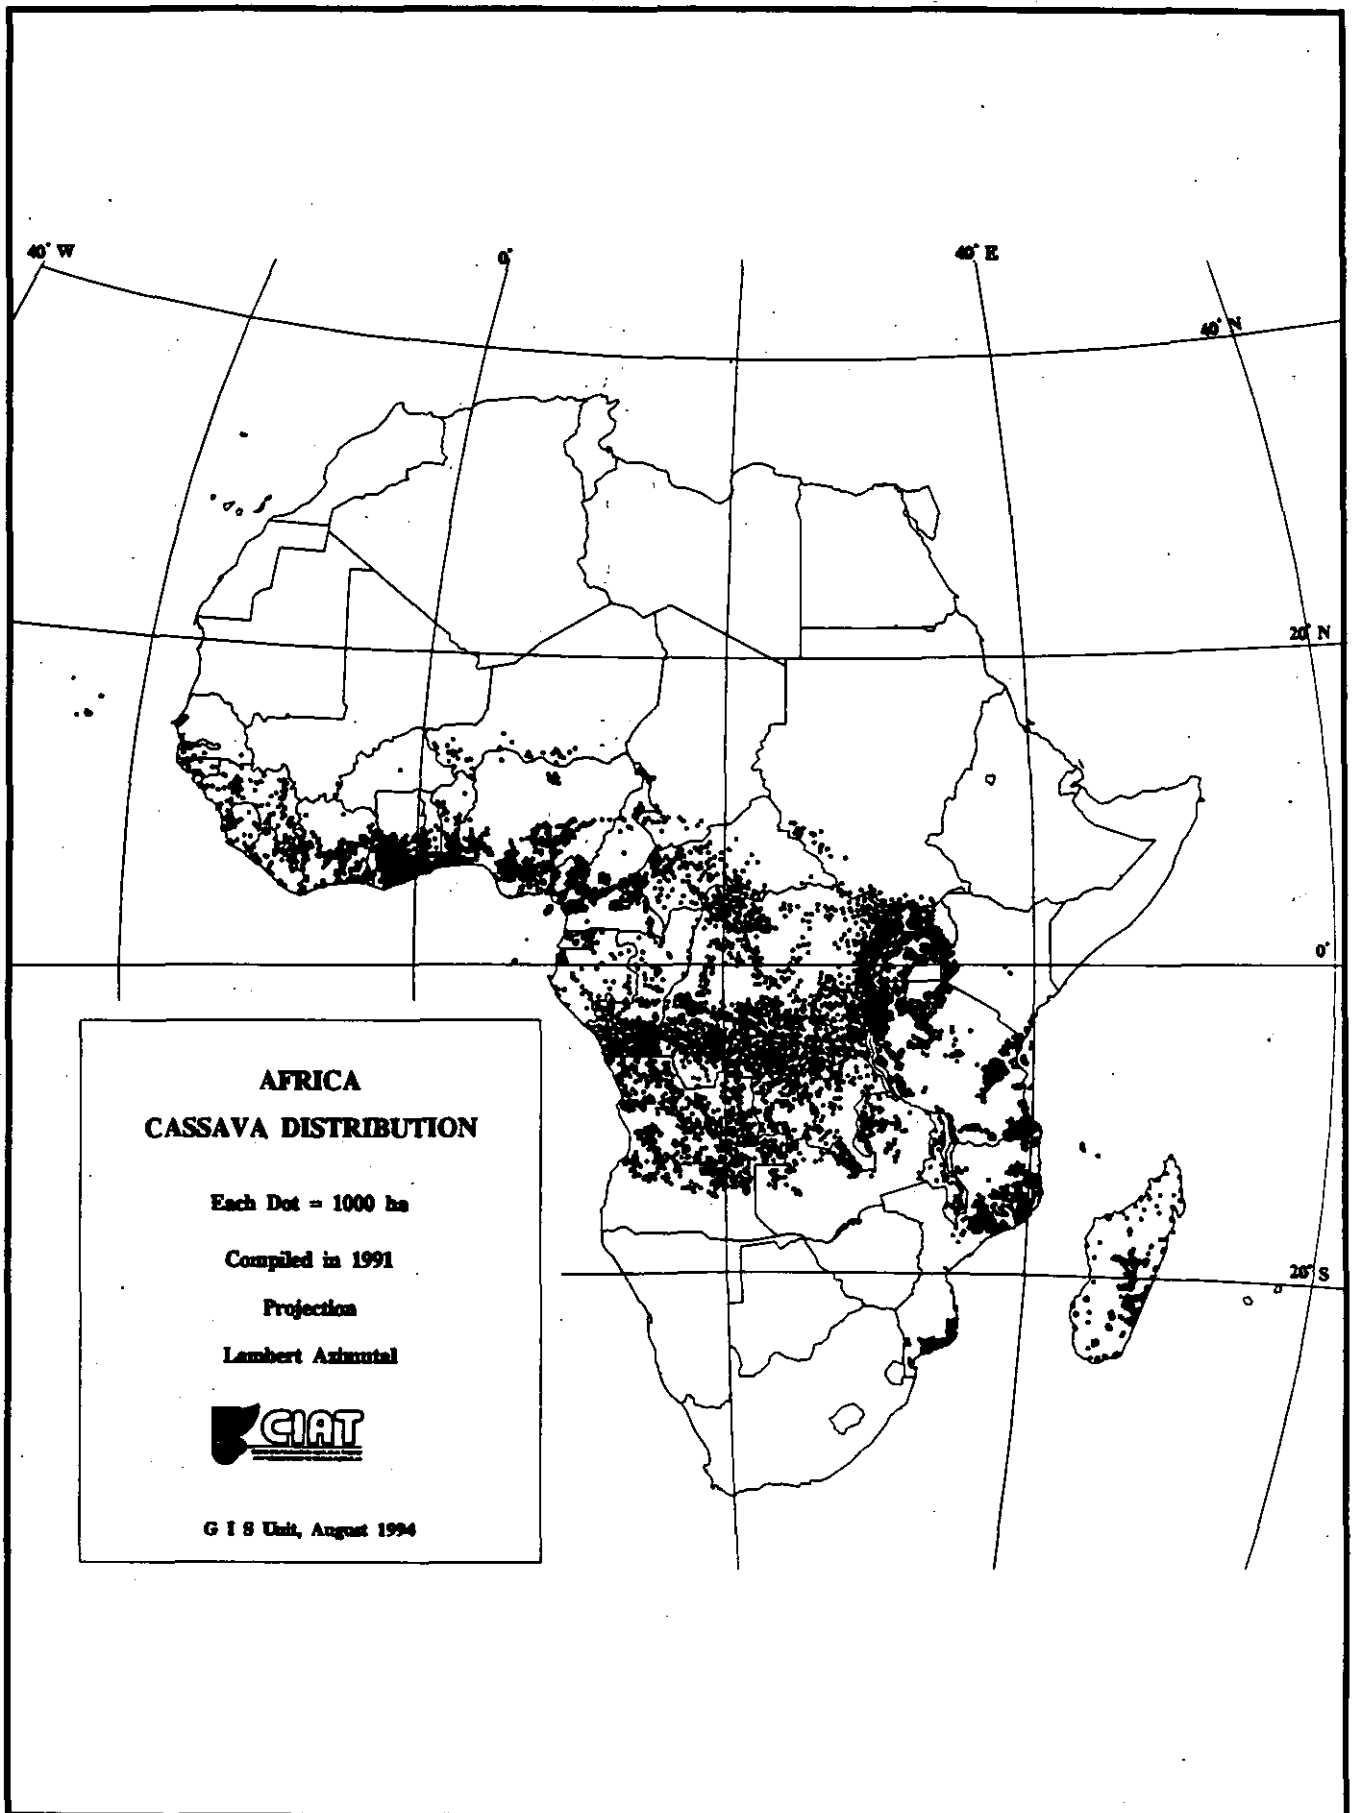 40° W
0°
40° E
40° N
20° N
0°
20° S
AFRICA
CASSAVA DISTRIBUTION
Each Dot = 1000 ha
Compiled in 1991
Projection
Lambert Azimutal
CIAT
G I S Unit, August 1994